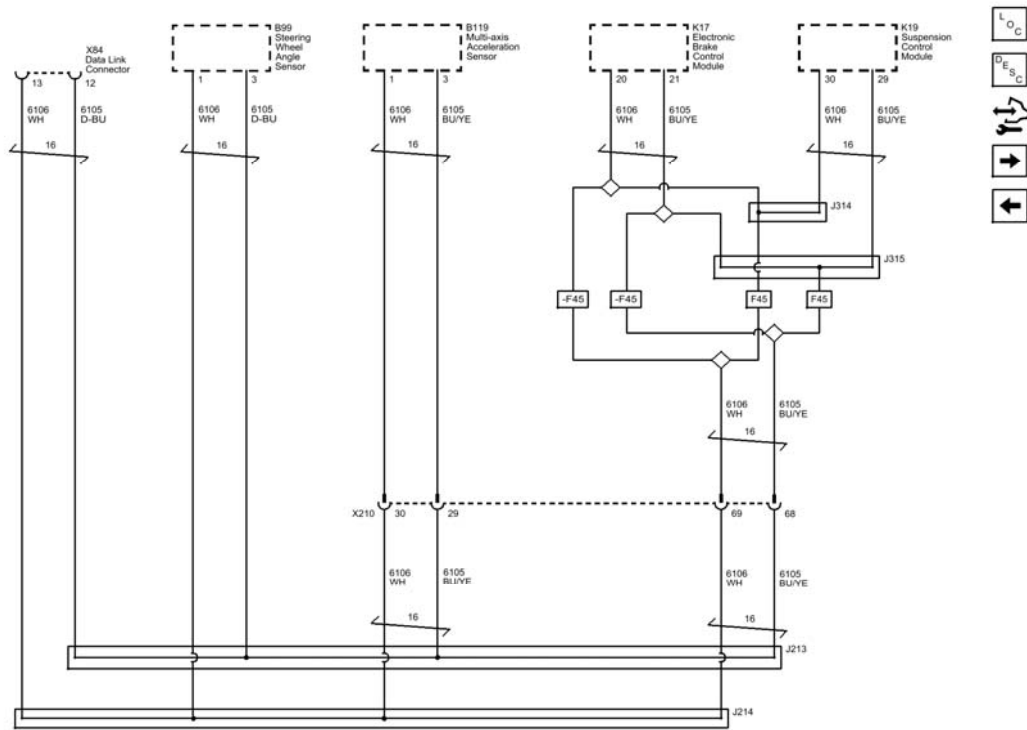 X84
Data Link
Connector
13
12
B99
Steering
Wheel
Angle
Sensor
1
3
B119
Multi-axis
Acceleration
Sensor
1
3
K17
Electronic
Brake
Control
Module
20
21
K19
Suspension
Control
Module
30
29
LOC
DESC
6106
WH
6105
D-BU
6106
WH
6105
D-BU
6106
WH
6105
BU/YE
6106
WH
6105
BU/YE
6106
WH
6105
BU/YE
16
16
16
16
16
J314
J315
-F45
-F45
F45
F45
6106
WH
6105
BU/YE
16
X210
30
29
69
68
6106
WH
6105
BU/YE
6106
WH
6105
BU/YE
16
16
J213
J214